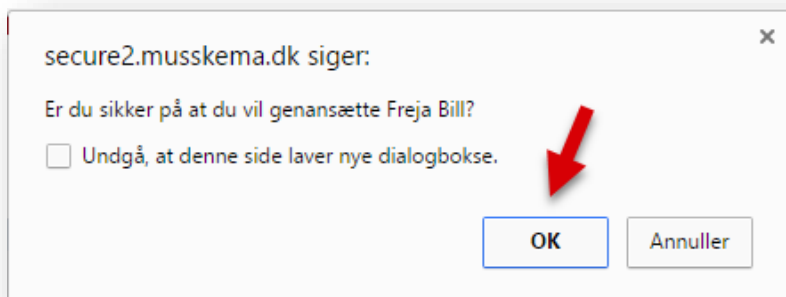 secure2.musskema.dk siger:
Er du sikker på at du vil genansætte Freja Bill?
Undgå, at denne side laver nye dialogbokse.
OK Annuller